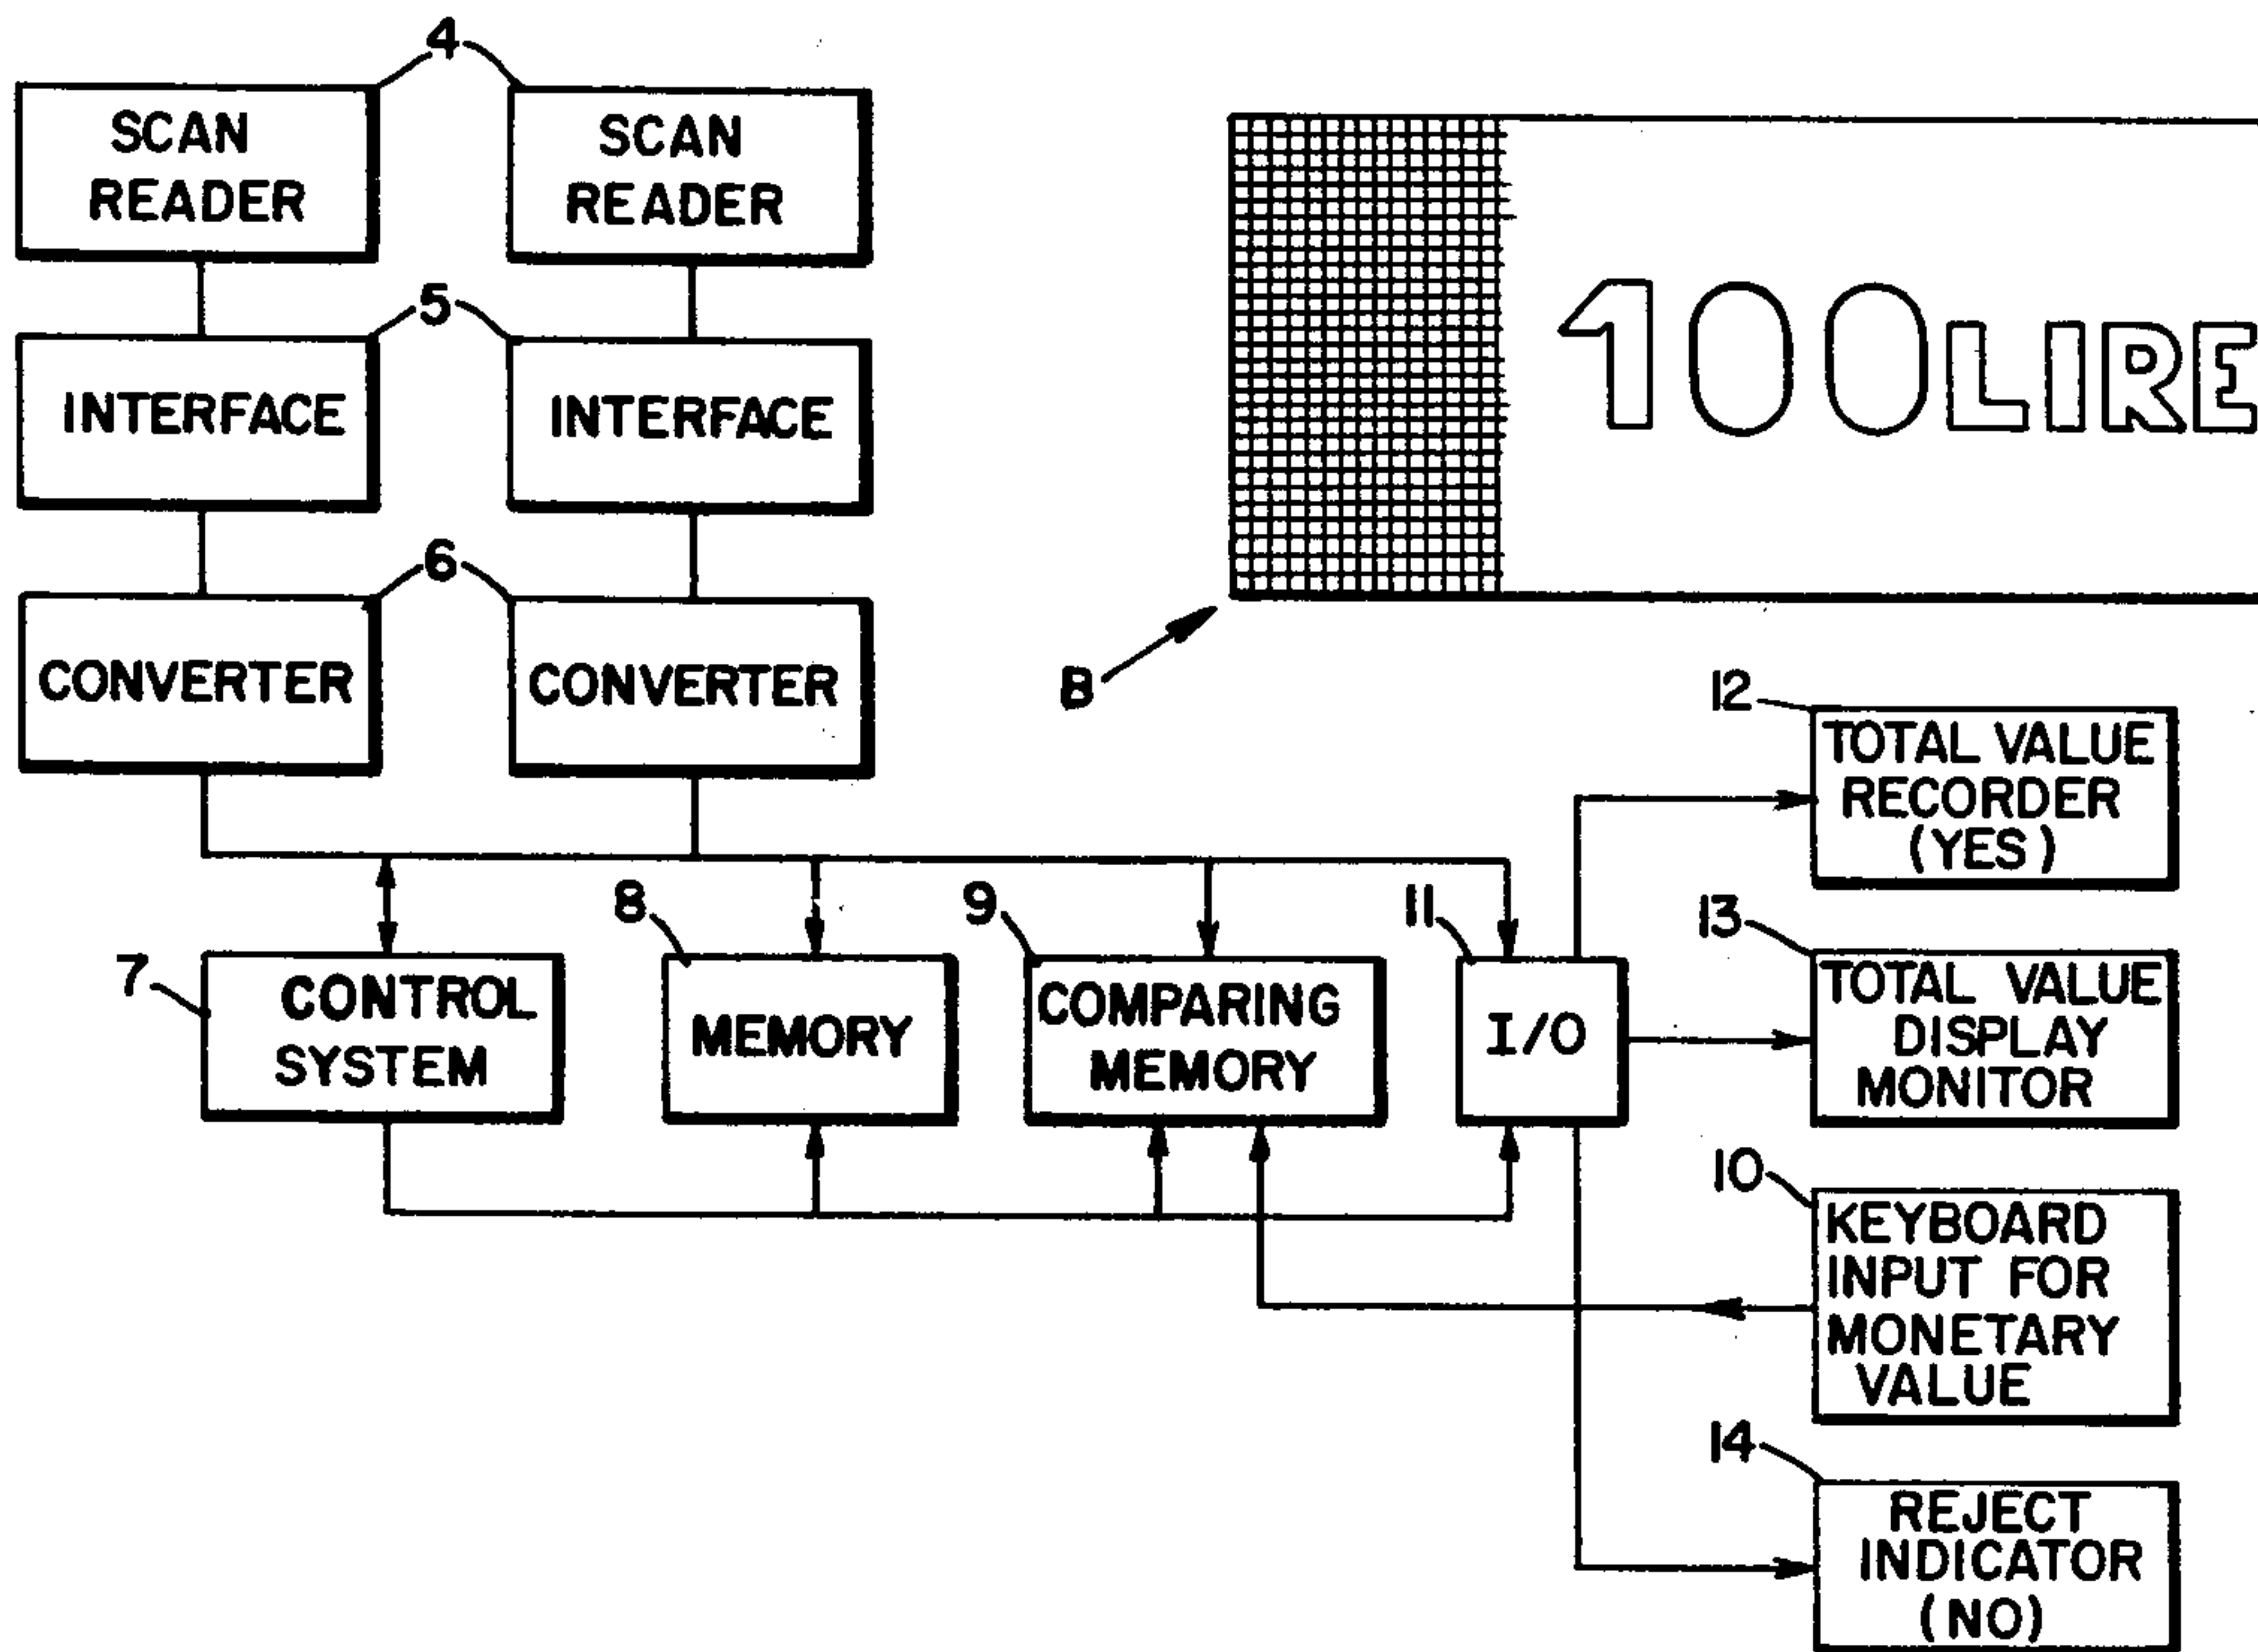 4
SCAN
READER
SCAN
READER
5
INTERFACE
INTERFACE
6
CONVERTER
CONVERTER
100 LIRE
B
7
CONTROL
SYSTEM
8
MEMORY
9
COMPARING
MEMORY
11
I/O
12
TOTAL VALUE
RECORDER
(YES)
13
TOTAL VALUE
DISPLAY
MONITOR
10
KEYBOARD
INPUT FOR
MONETARY
VALUE
14
REJECT
INDICATOR
(NO)